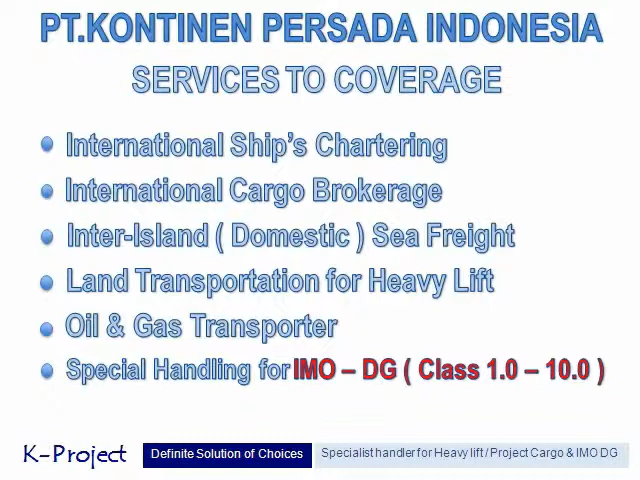 PT.KONTINEN PERSADA INDONESIA
SERVICES TO COVERAGE
International Ship's Chartering
International Cargo Brokerage
Inter-Island ( Domestic ) Sea Freight
Land Transportation for Heavy Lift
Oil & Gas Transporter
Special Handling for IMO – DG ( Class 1.0 – 10.0 )
K-Project Definite Solution of Choices Specialist handler for Heavy lift / Project Cargo & IMO DG